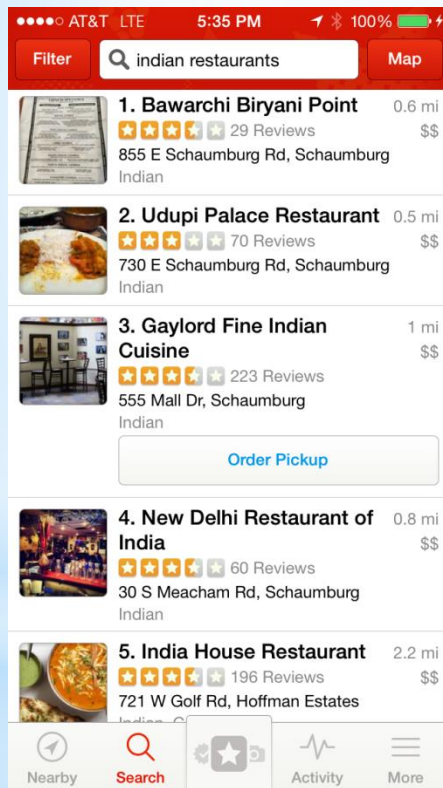 AT&T LTE 5:35 PM 100%
Filter indian restaurants Map
1. Bawarchi Biryani Point 0.6 mi
29 Reviews $$
855 E Schaumburg Rd, Schaumburg
Indian
2. Udupi Palace Restaurant 0.5 mi
70 Reviews $$
730 E Schaumburg Rd, Schaumburg
Indian
3. Gaylord Fine Indian 1 mi
Cuisine $$
223 Reviews
555 Mall Dr, Schaumburg
Indian
Order Pickup
4. New Delhi Restaurant of 0.8 mi
India $$
60 Reviews
30 S Meacham Rd, Schaumburg
Indian
5. India House Restaurant 2.2 mi
196 Reviews $$
721 W Golf Rd, Hoffman Estates
Nearby Search Activity More